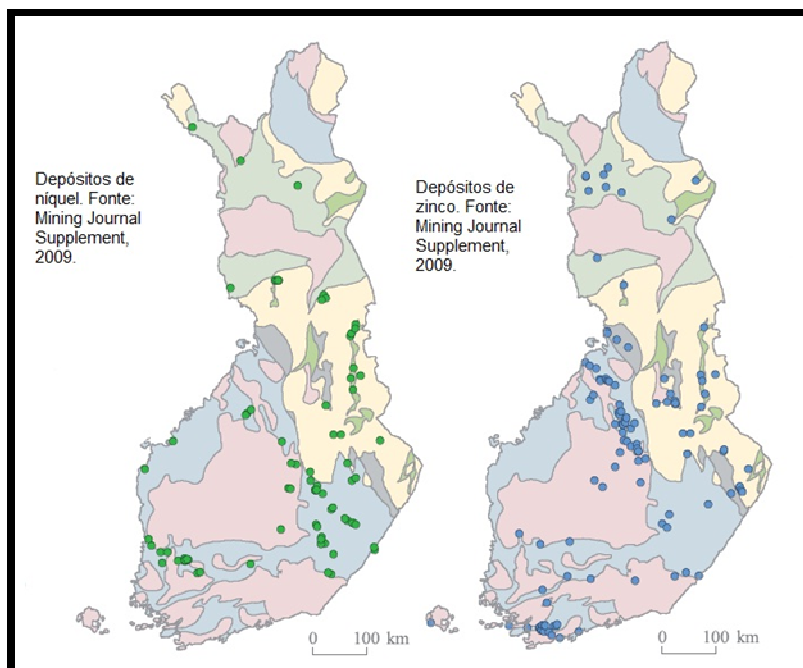 Depósitos de
níquel. Fonte:
Mining Journal
Supplement,
2009.
Depósitos de
zinco. Fonte:
Mining Journal
Supplement,
2009.
0 100 km
0 100 km